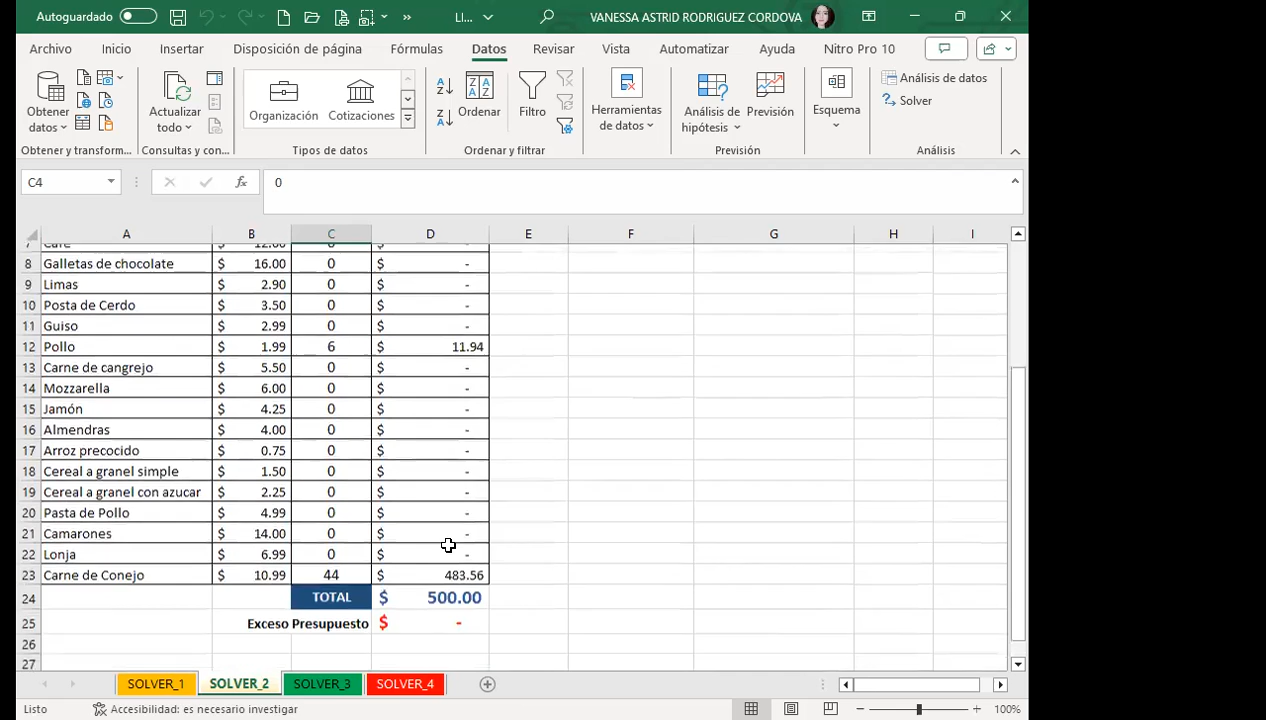 Autoguardado LI... VANESSA ASTRID RODRIGUEZ CORDOVA
Archivo Inicio Insertar Disposición de página Fórmulas Datos Revisar Vista Automatizar Ayuda Nitro Pro 10
Obtener datos Actualizar todo Organización Cotizaciones Ordenar Filtro Herramientas de datos Análisis de hipótesis Previsión Esquema Análisis de datos Solver
Obtener y transform... Consultas y con... Tipos de datos Ordenar y filtrar Previsión Análisis
C4 fx 0
A B C D E F G H I
7 Café $ 12.00 0 $ -
8 Galletas de chocolate $ 16.00 0 $ -
9 Limas $ 2.90 0 $ -
10 Posta de Cerdo $ 3.50 0 $ -
11 Guiso $ 2.99 0 $ -
12 Pollo $ 1.99 6 $ 11.94
13 Carne de cangrejo $ 5.50 0 $ -
14 Mozzarella $ 6.00 0 $ -
15 Jamón $ 4.25 0 $ -
16 Almendras $ 4.00 0 $ -
17 Arroz precocido $ 0.75 0 $ -
18 Cereal a granel simple $ 1.50 0 $ -
19 Cereal a granel con azucar $ 2.25 0 $ -
20 Pasta de Pollo $ 4.99 0 $ -
21 Camarones $ 14.00 0 $ -
22 Lonja $ 6.99 0 $ -
23 Carne de Conejo $ 10.99 44 $ 483.56
24 TOTAL $ 500.00
25 Exceso Presupuesto $ -
26
27
SOLVER_1 SOLVER_2 SOLVER_3 SOLVER_4
Listo Accesibilidad: es necesario investigar 100%